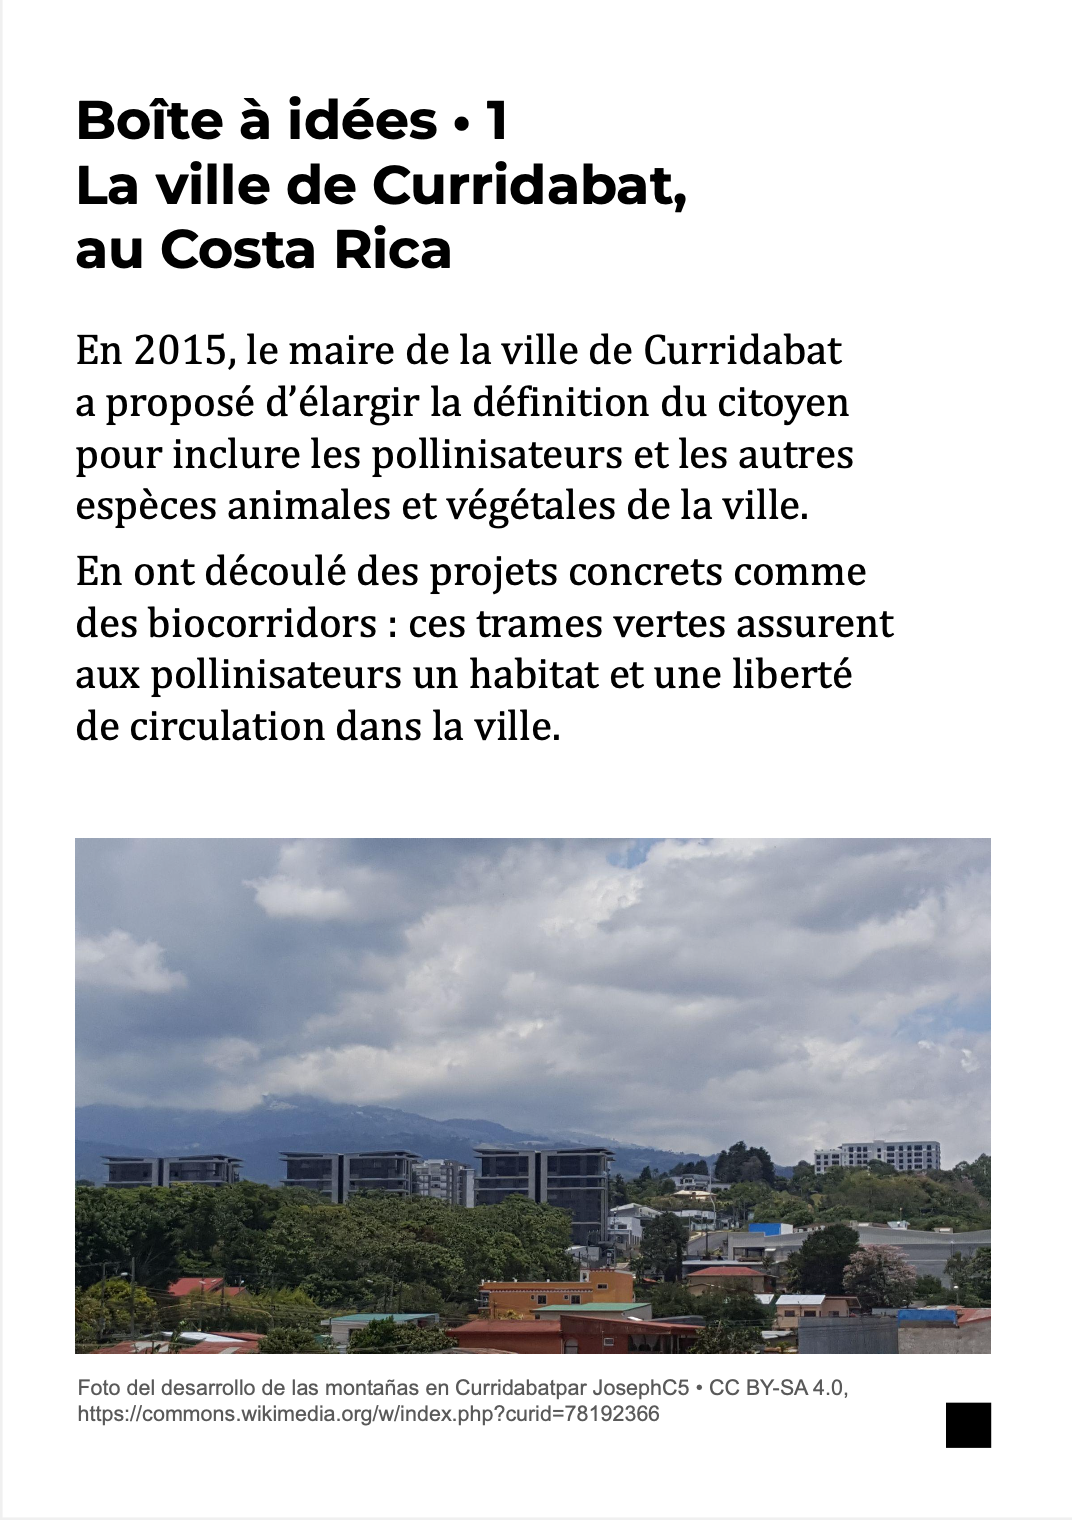 Boîte à idées • 1
La ville de Curridabat,
au Costa Rica
En 2015, le maire de la ville de Curridabat
a proposé d’élargir la définition du citoyen
pour inclure les pollinisateurs et les autres
espèces animales et végétales de la ville.
En ont découlé des projets concrets comme
des biocorridors : ces trames vertes assurent
aux pollinisateurs un habitat et une liberté
de circulation dans la ville.
Foto del desarrollo de las montañas en Curridabatpar JosephC5 • CC BY-SA 4.0,
https://commons.wikimedia.org/w/index.php?curid=78192366